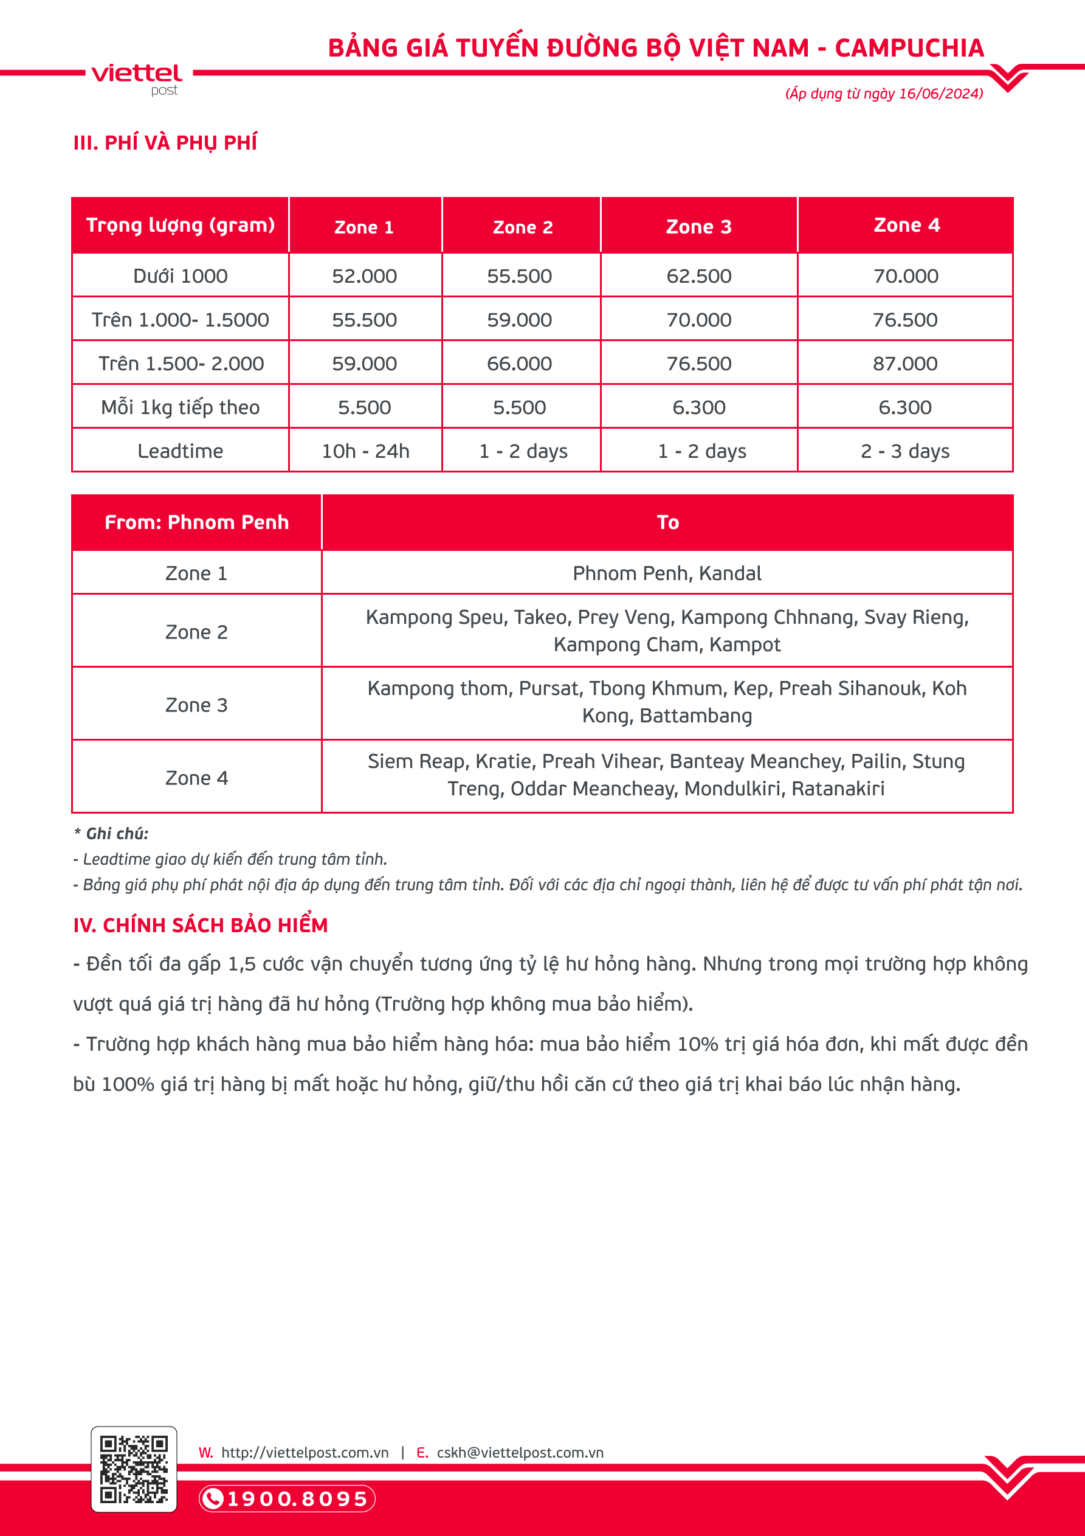 BẢNG GIÁ TUYẾN ĐƯỜNG BỘ VIỆT NAM - CAMPUCHIA
viettel
post
(Áp dụng từ ngày 16/06/2024)
III. PHÍ VÀ PHỤ PHÍ
Trọng lượng (gram) Zone 1 Zone 2 Zone 3 Zone 4
Dưới 1000 52.000 55.500 62.500 70.000
Trên 1.000- 1.5000 55.500 59.000 70.000 76.500
Trên 1.500- 2.000 59.000 66.000 76.500 87.000
Mỗi 1kg tiếp theo 5.500 5.500 6.300 6.300
Leadtime 10h - 24h 1 - 2 days 1 - 2 days 2 - 3 days
From: Phnom Penh To
Zone 1 Phnom Penh, Kandal
Zone 2 Kampong Speu, Takeo, Prey Veng, Kampong Chhnang, Svay Rieng,
Kampong Cham, Kampot
Zone 3 Kampong thom, Pursat, Tbong Khmum, Kep, Preah Sihanouk, Koh
Kong, Battambang
Zone 4 Siem Reap, Kratie, Preah Vihear, Banteay Meanchey, Pailin, Stung
Treng, Oddar Meancheay, Mondulkiri, Ratanakiri
* Ghi chú:
- Leadtime giao dự kiến đến trung tâm tỉnh.
- Bảng giá phụ phí phát nội địa áp dụng đến trung tâm tỉnh. Đối với các địa chỉ ngoại thành, liên hệ để được tư vấn phí phát tận nơi.
IV. CHÍNH SÁCH BẢO HIỂM
- Đền tối đa gấp 1,5 cước vận chuyển tương ứng tỷ lệ hư hỏng hàng. Nhưng trong mọi trường hợp không
vượt quá giá trị hàng đã hư hỏng (Trường hợp không mua bảo hiểm).
- Trường hợp khách hàng mua bảo hiểm hàng hóa: mua bảo hiểm 10% trị giá hóa đơn, khi mất được đền
bù 100% giá trị hàng bị mất hoặc hư hỏng, giữ/thu hồi căn cứ theo giá trị khai báo lúc nhận hàng.
W. http://viettelpost.com.vn | E. cskh@viettelpost.com.vn
1900.8095